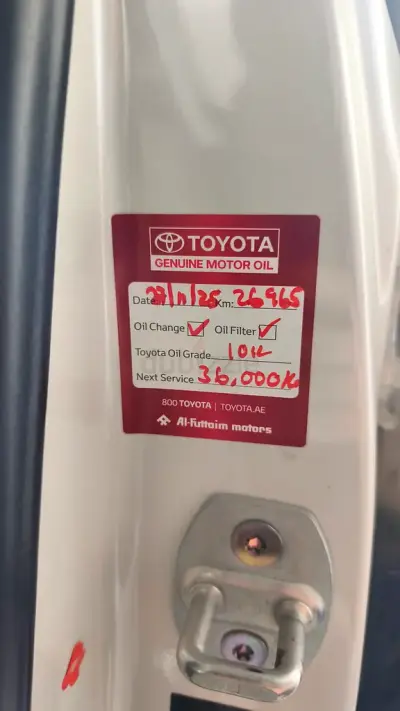 TOYOTA
GENUINE MOTOR OIL
Date: 27/11/25 Km: 26965
Oil Change ✓ Oil Filter ✓
Toyota Oil Grade 10K
Next Service 36,000K
800 TOYOTA | TOYOTA.AE
Al-Futtaim motors